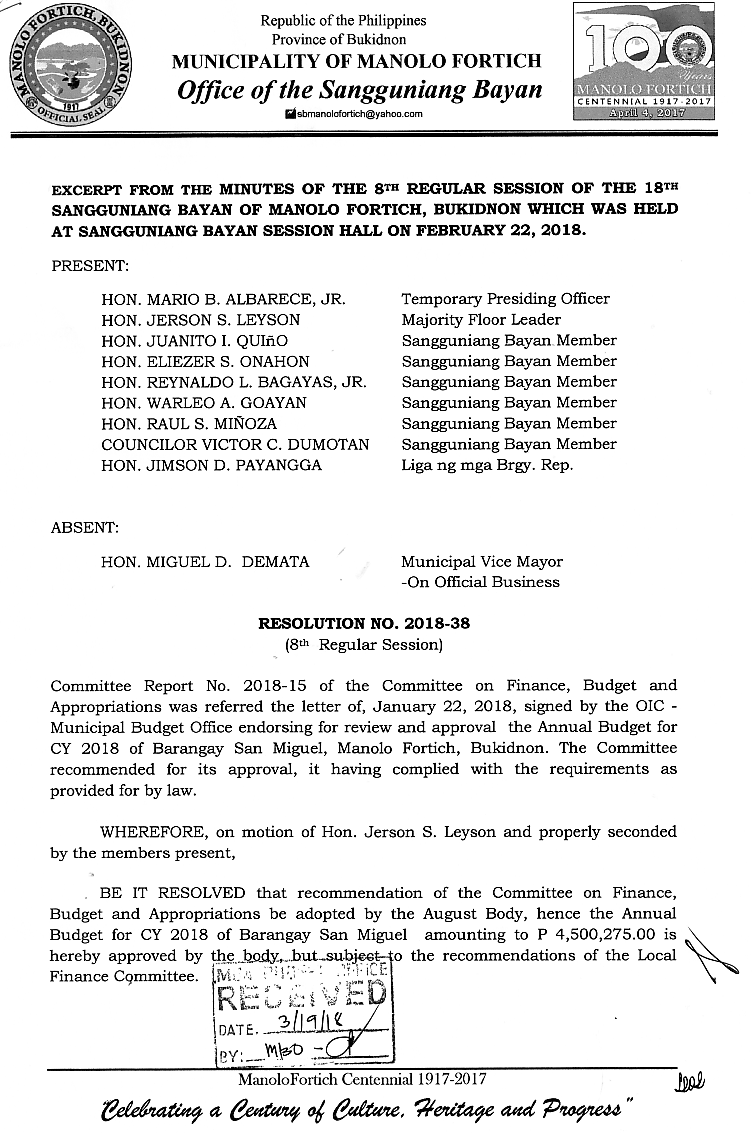 Republic of the Philippines
Province of Bukidnon
MUNICIPALITY OF MANOLO FORTICH
Office of the Sangguniang Bayan
sbmanolofortich@yahoo.com
MANOLO FORTICH, BUKIDNON
1917
OFFICIAL SEAL
100
Years
MANOLO FORTICH
CENTENNIAL 1917-2017
April 4, 2017
EXCERPT FROM THE MINUTES OF THE 8TH REGULAR SESSION OF THE 18TH
SANGGUNIANG BAYAN OF MANOLO FORTICH, BUKIDNON WHICH WAS HELD
AT SANGGUNIANG BAYAN SESSION HALL ON FEBRUARY 22, 2018.
PRESENT:
HON. MARIO B. ALBARECE, JR. Temporary Presiding Officer
HON. JERSON S. LEYSON Majority Floor Leader
HON. JUANITO I. QUIñO Sangguniang Bayan Member
HON. ELIEZER S. ONAHON Sangguniang Bayan Member
HON. REYNALDO L. BAGAYAS, JR. Sangguniang Bayan Member
HON. WARLEO A. GOAYAN Sangguniang Bayan Member
HON. RAUL S. MIÑOZA Sangguniang Bayan Member
COUNCILOR VICTOR C. DUMOTAN Sangguniang Bayan Member
HON. JIMSON D. PAYANGGA Liga ng mga Brgy. Rep.
ABSENT:
HON. MIGUEL D. DEMATA Municipal Vice Mayor
-On Official Business
RESOLUTION NO. 2018-38
(8th Regular Session)
Committee Report No. 2018-15 of the Committee on Finance, Budget and
Appropriations was referred the letter of, January 22, 2018, signed by the OIC -
Municipal Budget Office endorsing for review and approval the Annual Budget for
CY 2018 of Barangay San Miguel, Manolo Fortich, Bukidnon. The Committee
recommended for its approval, it having complied with the requirements as
provided for by law.
WHEREFORE, on motion of Hon. Jerson S. Leyson and properly seconded
by the members present,
BE IT RESOLVED that recommendation of the Committee on Finance,
Budget and Appropriations be adopted by the August Body, hence the Annual
Budget for CY 2018 of Barangay San Miguel amounting to P 4,500,275.00 is
hereby approved by the body, but subject to the recommendations of the Local
Finance Committee.
OFFICE
RECEIVED
DATE. 3/19/18
BY: MBO -
ManoloFortich Centennial 1917-2017
"Celebrating a Century of Culture, Heritage and Progress"